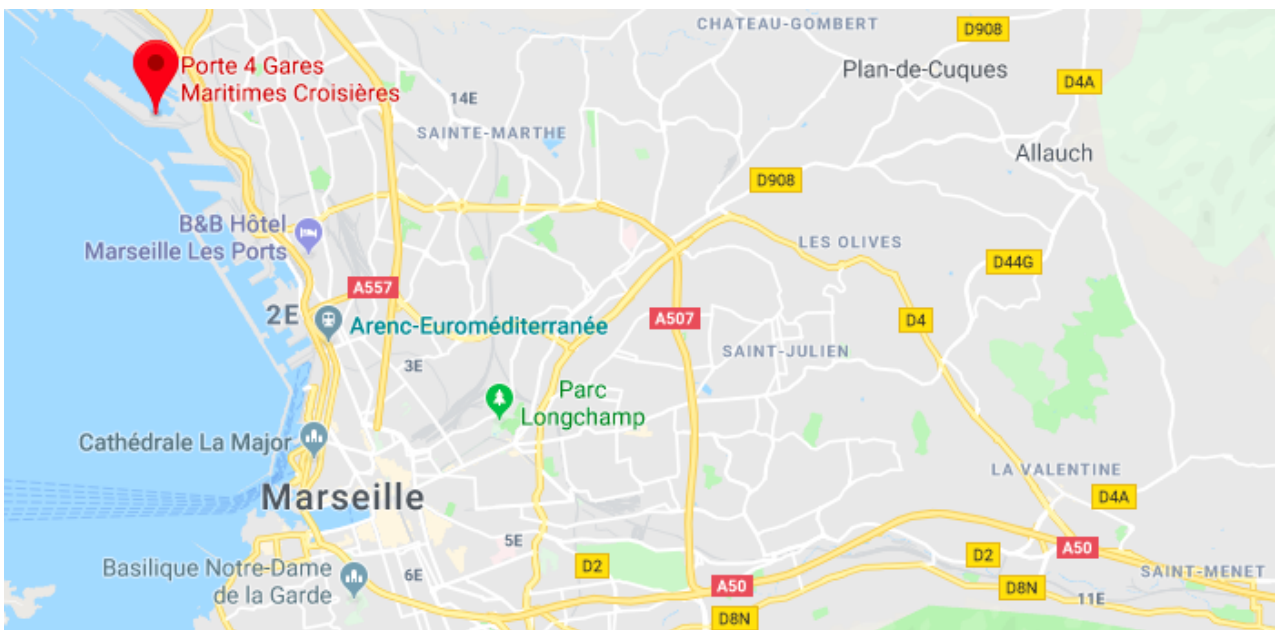 CHATEAU-GOMBERT
D908
Porte 4 Gares
Maritimes Croisières
Plan-de-Cuques
D4A
14E
SAINTE-MARTHE
Allauch
D908
B&B Hôtel
Marseille Les Ports
LES OLIVES
D44G
A557
2E
Arenc-Euroméditerranée
A507
D4
SAINT-JULIEN
3E
Parc
Longchamp
Cathédrale La Major
LA VALENTINE
Marseille
D4A
5E
A50
D2
Basilique Notre-Dame
de la Garde
6E
D2
SAINT-MENET
A50
D8N
11E
D8N